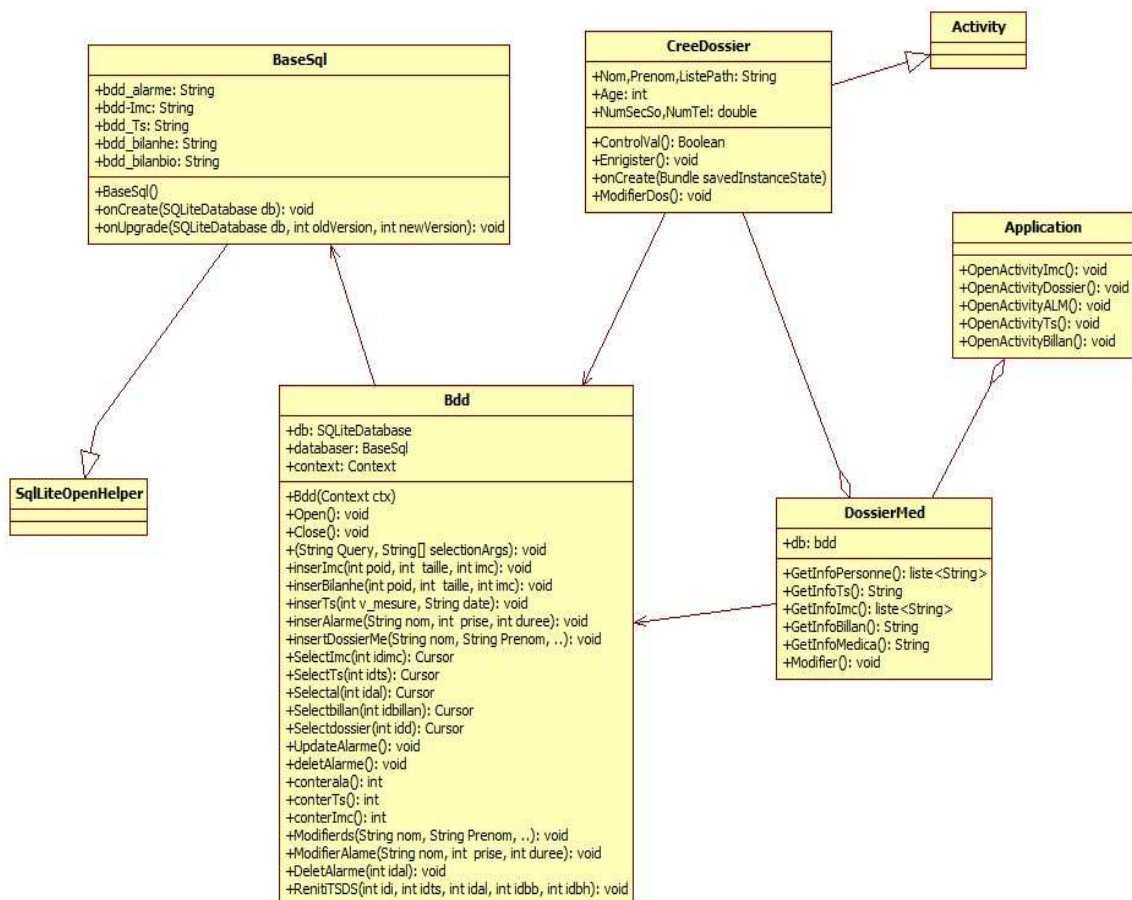 BaseSql
+bdd_alarme: String
+bdd-Imc: String
+bdd_Ts: String
+bdd_bilanhe: String
+bdd_bilanbio: String
+BaseSql()
+onCreate(SQLiteDatabase db): void
+onUpgrade(SQLiteDatabase db, int oldVersion, int newVersion): void
CreeDossier
+Nom,Prenom,ListePath: String
+Age: int
+NumSecSo,NumTel: double
+ControlVal(): Boolean
+Enrigister(): void
+onCreate(Bundle savedInstanceState)
+ModifierDos(): void
Activity
Application
+OpenActivityImc(): void
+OpenActivityDossier(): void
+OpenActivityALM(): void
+OpenActivityTs(): void
+OpenActivityBillan(): void
SqlLiteOpenHelper
Bdd
+db: SQLiteDatabase
+databaser: BaseSql
+context: Context
+Bdd(Context ctx)
+Open(): void
+Close(): void
+(String Query, String[] selectionArgs): void
+inserImc(int poid, int taille, int imc): void
+inserBilanhe(int poid, int taille, int imc): void
+inserTs(int v_mesure, String date): void
+inserAlarme(String nom, int prise, int duree): void
+insertDossierMe(String nom, String Prenom, ..): void
+SelectImc(int idimc): Cursor
+SelectTs(int idts): Cursor
+Selectal(int idal): Cursor
+Selectbillan(int idbillan): Cursor
+Selectdossier(int idd): Cursor
+UpdateAlarme(): void
+deletAlarme(): void
+conterala(): int
+conterTs(): int
+conterImc(): int
+Modifierds(String nom, String Prenom, ..): void
+ModifierAlame(String nom, int prise, int duree): void
+DeletAlarme(int idal): void
+RenitiTSDS(int idi, int idts, int idal, int idbb, int idbh): void
DossierMed
+db: bdd
+GetInfoPersonne(): liste<String>
+GetInfoTs(): String
+GetInfoImc(): liste<String>
+GetInfoBillan(): String
+GetInfoMedica(): String
+Modifier(): void